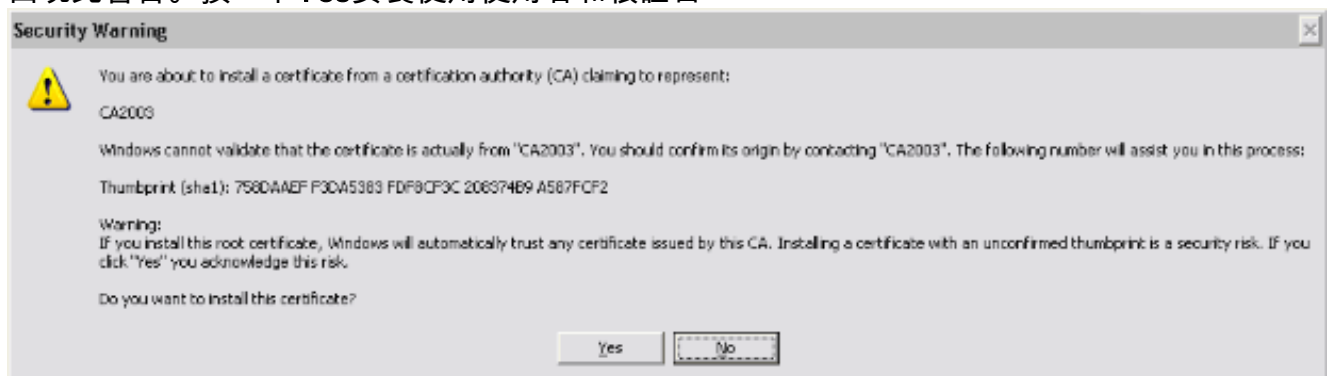 Security Warning
You are about to install a certificate from a certification authority (CA) claiming to represent:
CA2003
Windows cannot validate that the certificate is actually from "CA2003". You should confirm its origin by contacting "CA2003". The following number will assist you in this process:
Thumbprint (sha1): 758DAAEF F3DA5383 FDF8CF3C 208374B9 A587FCF2
Warning:
If you install this root certificate, Windows will automatically trust any certificate issued by this CA. Installing a certificate with an unconfirmed thumbprint is a security risk. If you
click "Yes" you acknowledge this risk.
Do you want to install this certificate?
Yes No